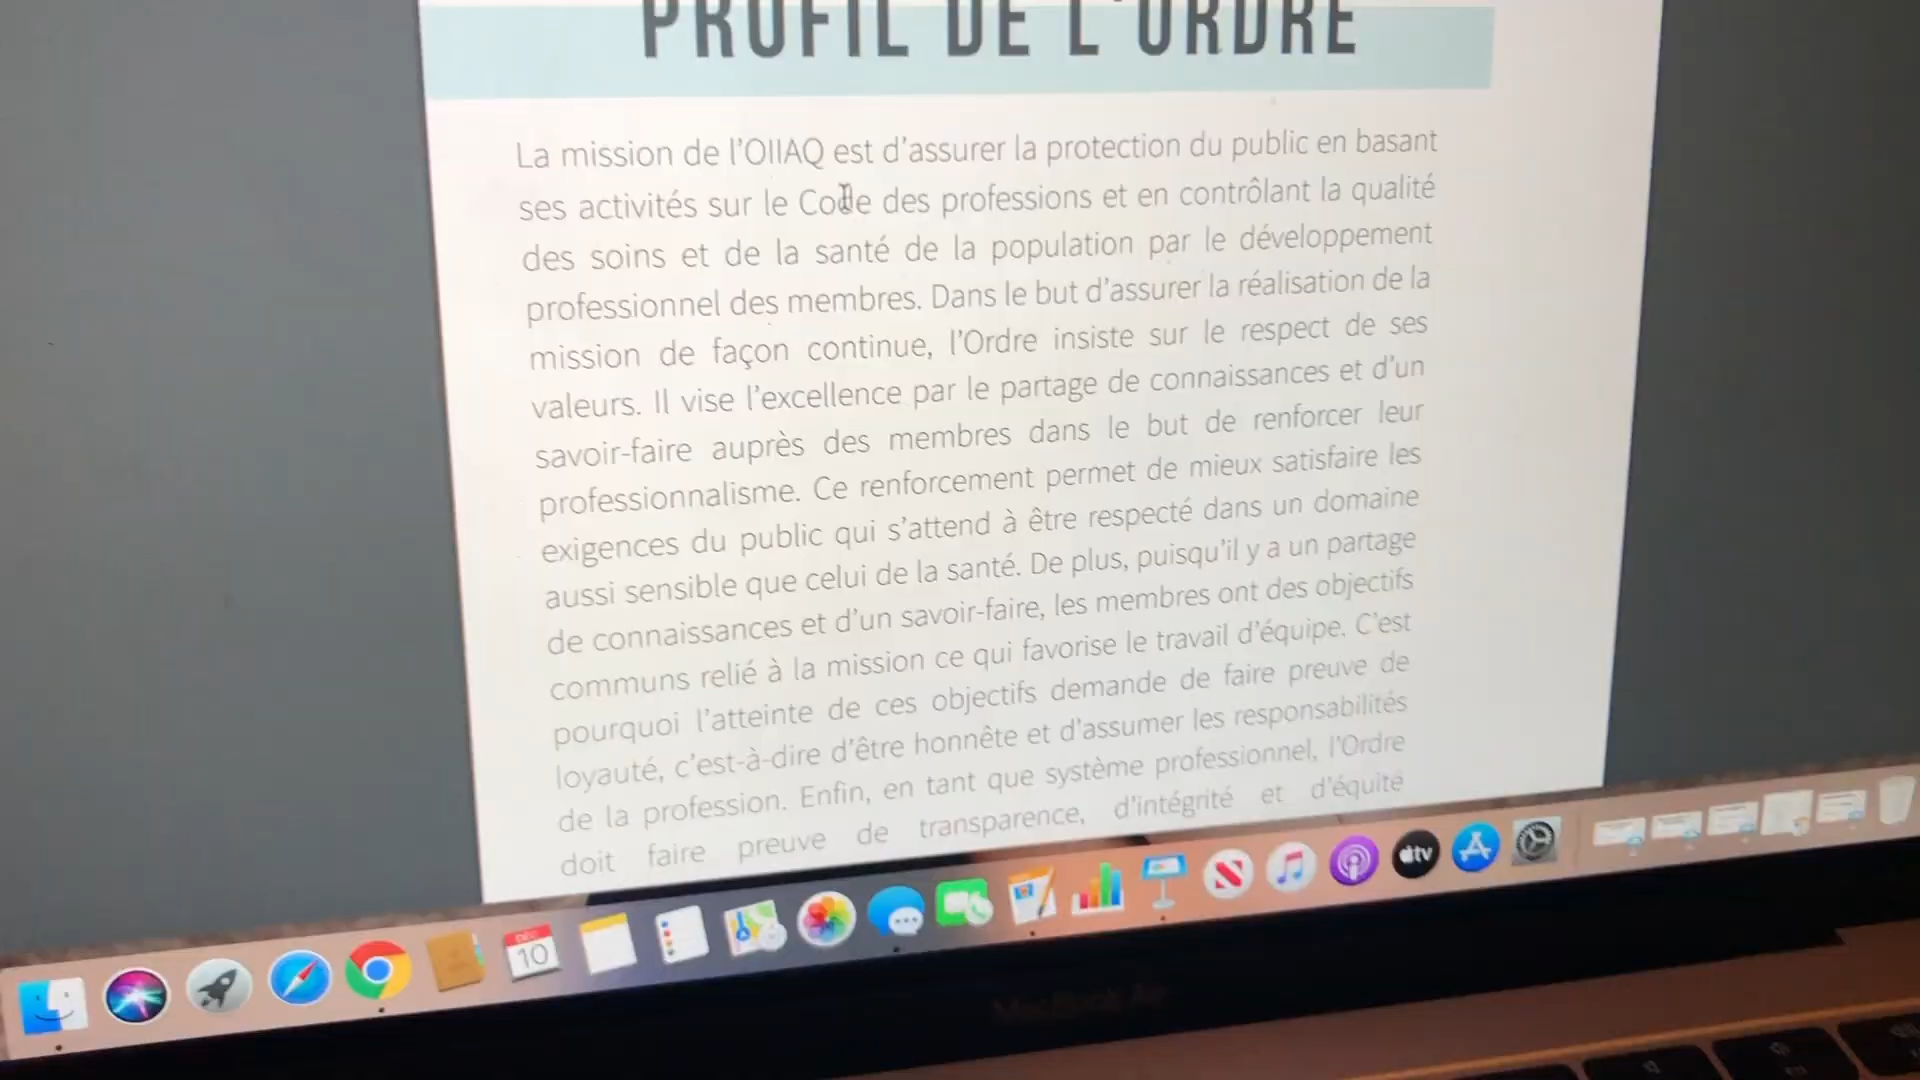 PROFIL DE L'ORDRE
La mission de l'OIIAQ est d'assurer la protection du public en basant
ses activités sur le Code des professions et en contrôlant la qualité
des soins et de la santé de la population par le développement
professionnel des membres. Dans le but d'assurer la réalisation de la
mission de façon continue, l'Ordre insiste sur le respect de ses
valeurs. Il vise l'excellence par le partage de connaissances et d'un
savoir-faire auprès des membres dans le but de renforcer leur
professionnalisme. Ce renforcement permet de mieux satisfaire les
exigences du public qui s'attend à être respecté dans un domaine
aussi sensible que celui de la santé. De plus, puisqu'il y a un partage
de connaissances et d'un savoir-faire, les membres ont des objectifs
communs relié à la mission ce qui favorise le travail d'équipe. C'est
pourquoi l'atteinte de ces objectifs demande de faire preuve de
loyauté, c'est-à-dire d'être honnête et d'assumer les responsabilités
de la profession. Enfin, en tant que système professionnel, l'Ordre
doit faire preuve de transparence, d'intégrité et d'équité
tv
10
MacBook Air